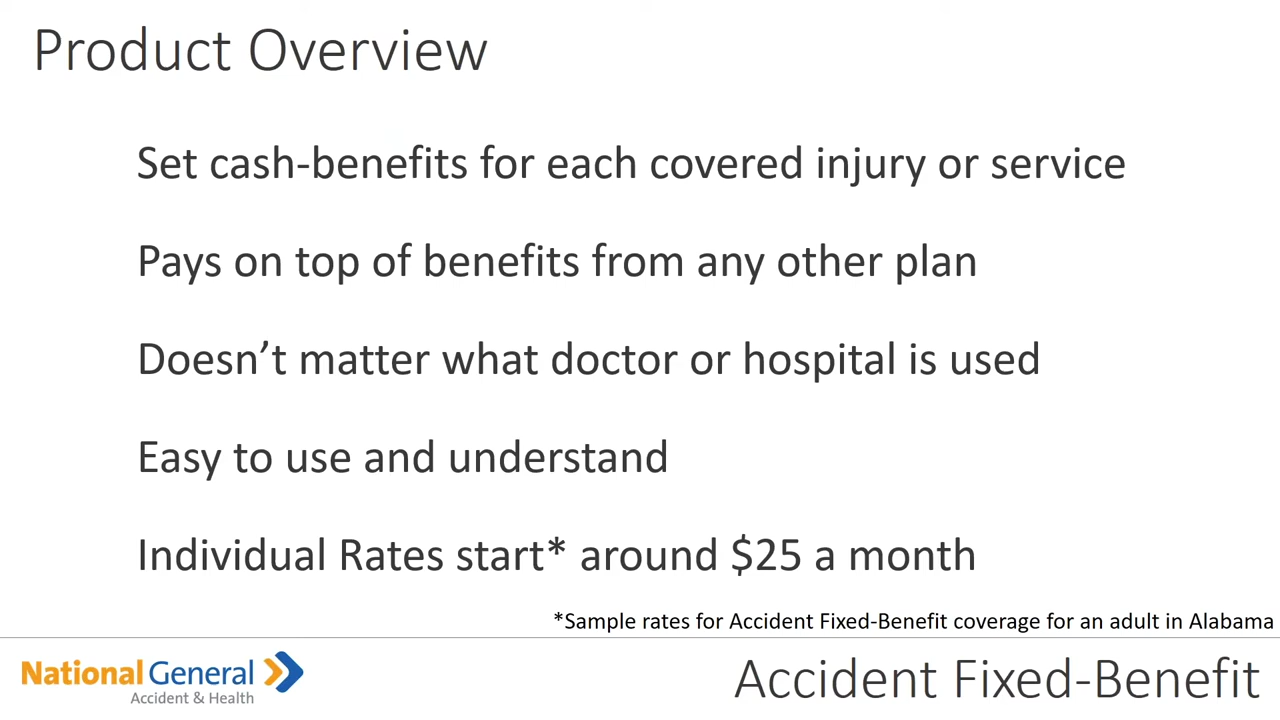 Product Overview
Set cash-benefits for each covered injury or service
Pays on top of benefits from any other plan
Doesn’t matter what doctor or hospital is used
Easy to use and understand
Individual Rates start* around $25 a month
*Sample rates for Accident Fixed-Benefit coverage for an adult in Alabama
National General
Accident & Health
Accident Fixed-Benefit